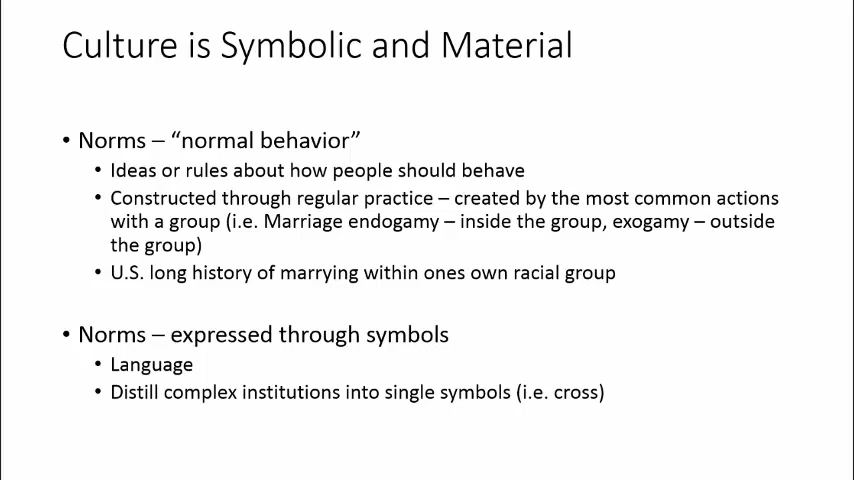 Culture is Symbolic and Material
• Norms – “normal behavior”
• Ideas or rules about how people should behave
• Constructed through regular practice – created by the most common actions
with a group (i.e. Marriage endogamy – inside the group, exogamy – outside
the group)
• U.S. long history of marrying within ones own racial group
• Norms – expressed through symbols
• Language
• Distill complex institutions into single symbols (i.e. cross)